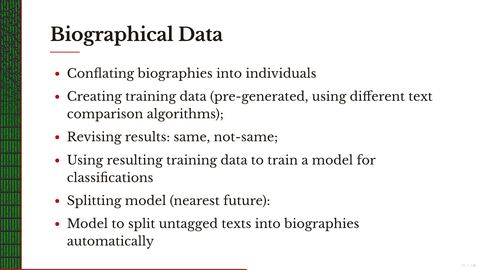 Biographical Data
Conflating biographies into individuals
Creating training data (pre-generated, using different text
comparison algorithms);
Revising results: same, not-same;
Using resulting training data to train a model for
classifications
Splitting model (nearest future):
Model to split untagged texts into biographies
automatically